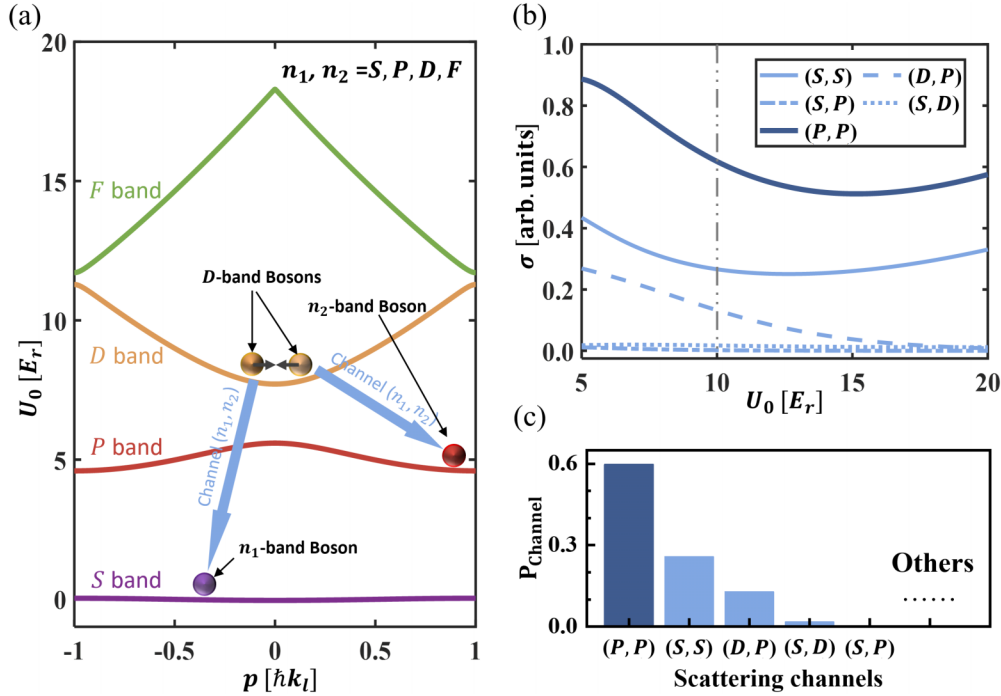 (a)
20
15
10
5
0
U₀ [Eᵣ]
n₁, n₂ =S, P, D, F
F band
D-band Bosons
n₂-band Boson
D band
Channel (n₁, n₂)
Channel (n₁, n₂)
P band
n₁-band Boson
S band
-1 -0.5 0 0.5 1
p [ℏkₗ]
(b)
1.0
0.8
0.6
0.4
0.2
0.0
σ [arb. units]
(S, S) (D, P)
(S, P) (S, D)
(P, P)
5 10 15 20
U₀ [Eᵣ]
(c)
0.6
0.3
0.0
P_Channel
Others
......
(P, P) (S, S) (D, P) (S, D) (S, P)
Scattering channels